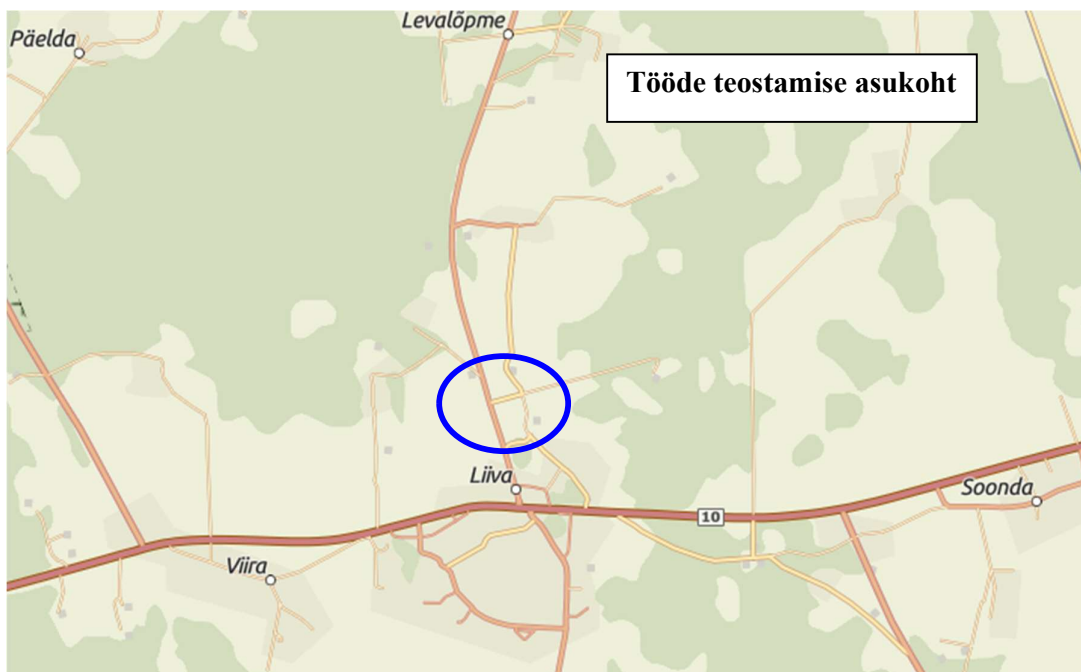 Levalõpme
Päelda
Tööde teostamise asukoht
Liiva
Soonda
10
Viira